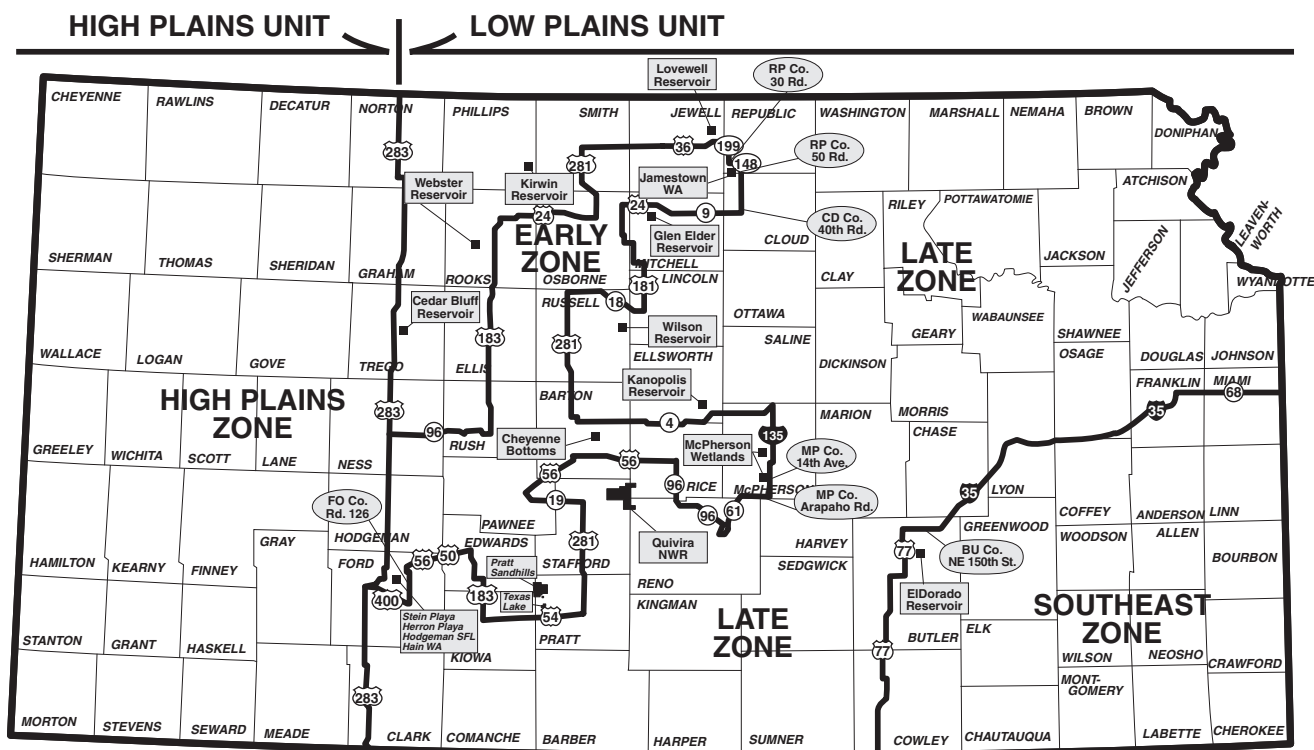 HIGH PLAINS UNIT
LOW PLAINS UNIT
Lovewell
Reservoir
RP Co.
30 Rd.
CHEYENNE
RAWLINS
DECATUR
NORTON
PHILLIPS
SMITH
JEWELL
REPUBLIC
WASHINGTON
MARSHALL
NEMAHA
BROWN
DONIPHAN
283
281
36
199
148
RP Co.
50 Rd.
Webster
Reservoir
Kirwin
Reservoir
Jamestown
WA
ATCHISON
24
24
9
CD Co.
40th Rd.
RILEY
POTTAWATOMIE
LEAVEN-
WORTH
EARLY
ZONE
Glen Elder
Reservoir
CLOUD
LATE
ZONE
JACKSON
JEFFERSON
SHERMAN
THOMAS
SHERIDAN
GRAHAM
ROOKS
OSBORNE
MITCHELL
LINCOLN
CLAY
WYANDOTTE
181
Cedar Bluff
Reservoir
RUSSELL
18
OTTAWA
WABAUNSEE
Wilson
Reservoir
GEARY
SHAWNEE
183
281
SALINE
WALLACE
LOGAN
GOVE
TREGO
ELLIS
ELLSWORTH
DICKINSON
OSAGE
DOUGLAS
JOHNSON
Kanopolis
Reservoir
FRANKLIN
MIAMI
68
HIGH PLAINS
ZONE
BARTON
283
35
MARION
MORRIS
4
96
135
CHASE
GREELEY
WICHITA
SCOTT
LANE
NESS
RUSH
Cheyenne
Bottoms
McPherson
Wetlands
MP Co.
14th Ave.
56
56
96
RICE
McPHERSON
35
LYON
FO Co.
Rd. 126
19
96
61
MP Co.
Arapaho Rd.
COFFEY
ANDERSON
LINN
PAWNEE
GREENWOOD
HODGEMAN
EDWARDS
281
Quivira
NWR
HARVEY
77
BU Co.
NE 150th St.
WOODSON
ALLEN
BOURBON
HAMILTON
KEARNY
FINNEY
GRAY
FORD
56
50
STAFFORD
SEDGWICK
Pratt
Sandhills
RENO
ElDorado
Reservoir
400
183
Texas
Lake
KINGMAN
54
LATE
ZONE
SOUTHEAST
ZONE
Stein Playa
Herron Playa
Hodgeman SFL
Hain WA
STANTON
GRANT
HASKELL
KIOWA
PRATT
77
BUTLER
ELK
WILSON
NEOSHO
CRAWFORD
MONT-
GOMERY
283
MORTON
STEVENS
SEWARD
MEADE
CLARK
COMANCHE
BARBER
HARPER
SUMNER
COWLEY
CHAUTAUQUA
LABETTE
CHEROKEE